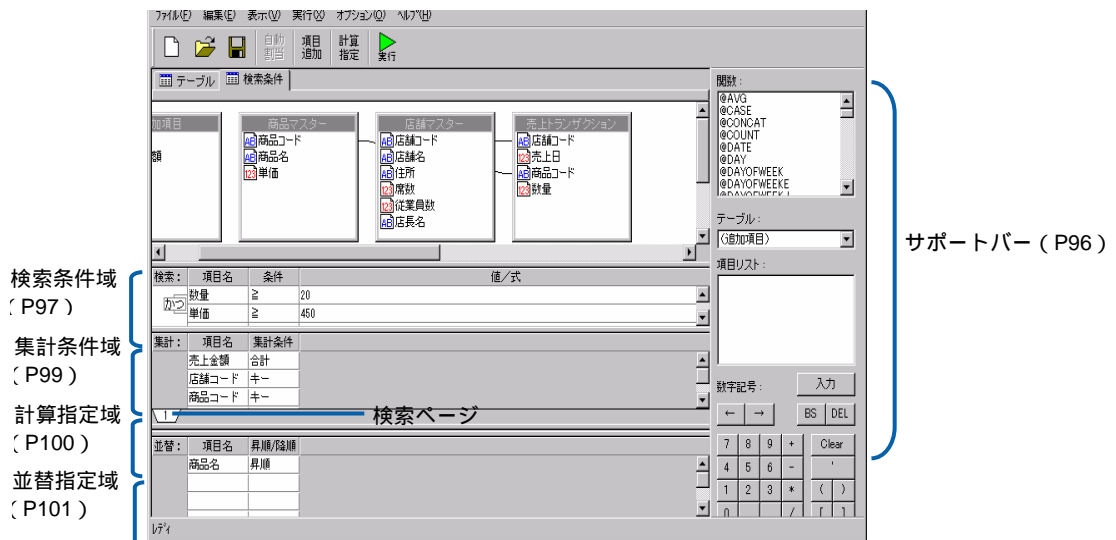 ファイル(F) 編集(E) 表示(V) 実行(X) オプション(O) ヘルプ(H)
自動割当 項目追加 計算指定 実行
テーブル 検索条件
関数:
@AVG
@CASE
@CONCAT
@COUNT
@DATE
@DAY
@DAYOFWEEK
@DAYOFWEEKE
@DAYOFWEEKJ
加項目 商品マスター 店舗マスター 売上トランザクション
額
商品コード
商品名
単価
店舗コード
店舗名
住所
席数
従業員数
店長名
店舗コード
売上日
商品コード
数量
テーブル:
(追加項目)
項目リスト:
サポートバー(P96)
検索条件域
(P97)
検索: 項目名 条件 値/式
かつ
数量 ≧ 20
単価 ≧ 450
集計条件域
(P99)
集計: 項目名 集計条件
売上金額 合計
店舗コード キー
商品コード キー
1
検索ページ
計算指定域
(P100)
並替: 項目名 昇順/降順
商品名 昇順
並替指定域
(P101)
数字記号: 入力
← → BS DEL
7 8 9 + Clear
4 5 6 - '
1 2 3 * ( )
0 / [ ]
レディ